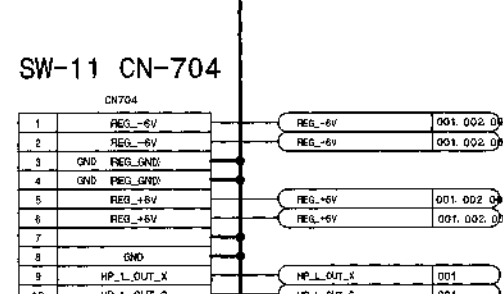 SW-11 CN-704
CN704
1 REG_-6V REG_-6V 001. 002.
2 REG_-6V REG_-6V 001. 002.
3 GND (REG_GND)
4 GND (REG_GND)
5 REG_+6V REG_+6V 001. 002.
6 REG_+6V REG_+6V 001. 002.
7
8 GND
9 HP_L_OUT_X HP_L_OUT_X 001